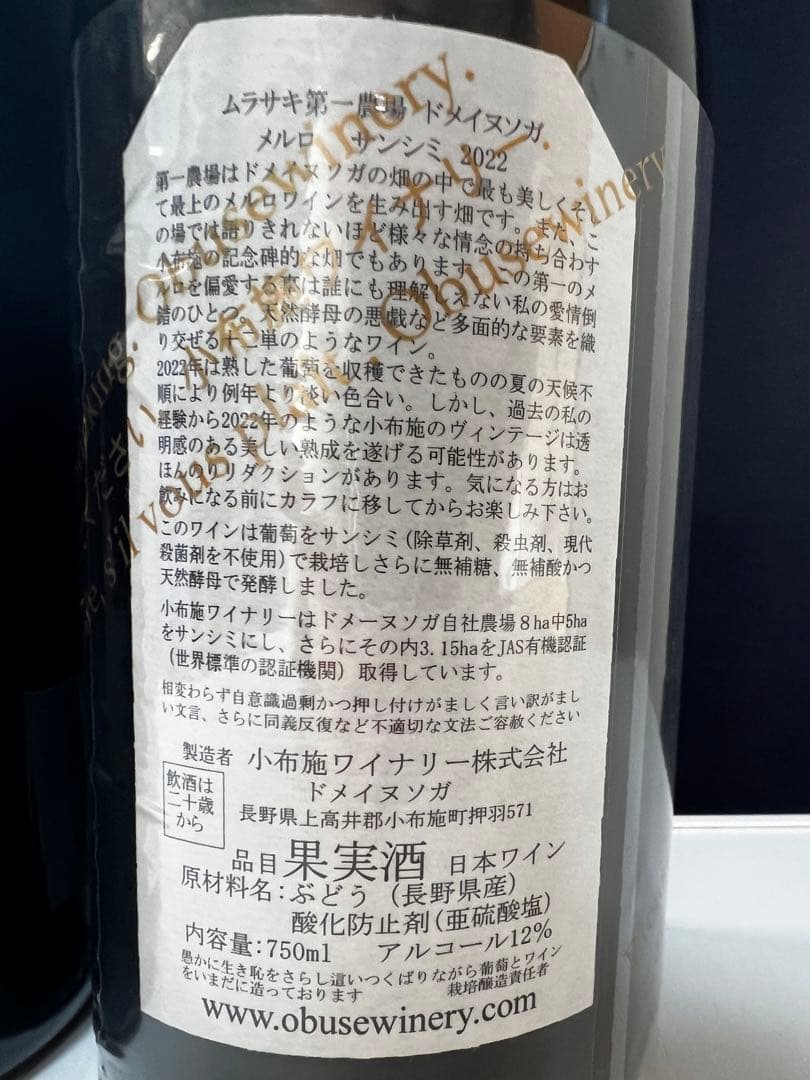 ムラサキ第一農場 ドメイヌソガ
メルロ サンシミ 2022
第一農場はドメイヌソガの畑の中で最も美しくそし
て最上のメルロワインを生み出す畑です。また、こ
の場では語りきれないほど様々な情念の持ち合わす
小布施の記念碑的な畑でもあります。この第一のメ
ルロを偏愛する事は誰にも理解しえない私の愛情倒
錯のひとつ。天然酵母の悪戯など多面的な要素を織
り交ぜる十二単のようなワイン。
2022年は熟した葡萄を収穫できたものの夏の天候不
順により例年より淡い色合い。しかし、過去の私の
経験から2022年のような小布施のヴィンテージは透
明感のある美しい熟成を遂げる可能性があります。
ほんのりリダクションがあります。気になる方はお
飲みになる前にカラフに移してからお楽しみ下さい。
このワインは葡萄をサンシミ(除草剤、殺虫剤、現代
殺菌剤を不使用)で栽培しさらに無補糖、無補酸かつ
天然酵母で発酵しました。
小布施ワイナリーはドメーヌソガ自社農場８ha中5ha
をサンシミにし、さらにその内3.15haをJAS有機認証
(世界標準の認証機関) 取得しています。
相変わらず自意識過剰かつ押し付けがましく言い訳がまし
い文言、さらに同義反復など不適切な文法ご容赦ください
製造者 小布施ワイナリー株式会社
ドメイヌソガ
飲酒は
二十歳
から
長野県上高井郡小布施町押羽571
品目 果実酒 日本ワイン
原材料名：ぶどう (長野県産)
酸化防止剤(亜硫酸塩)
内容量：750ml アルコール12%
愚かに生き恥をさらし這いつくばりながら葡萄とワイン
をいまだに造っております 栽培醸造責任者
www.obusewinery.com
king. Obusewinery.
ください. 小布施ワイナリー.
s'il vous plaît. Obusewinery